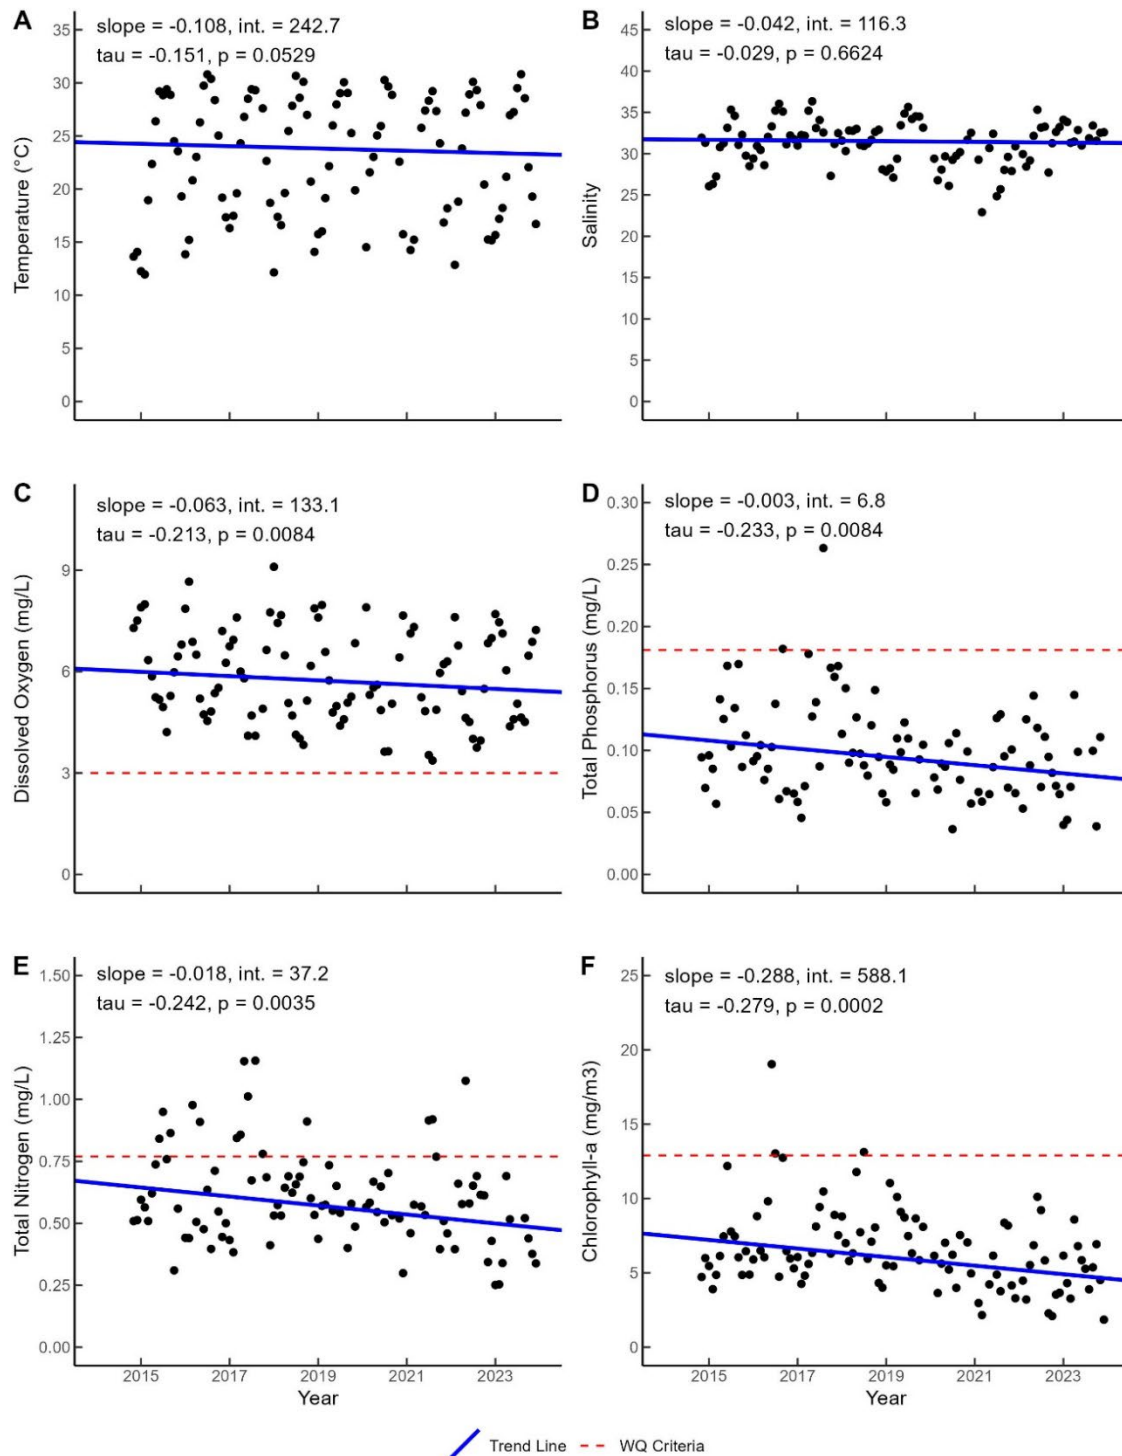 A
slope = -0.108, int. = 242.7
tau = -0.151, p = 0.0529
35
30
25
20
15
10
5
0
Temperature (°C)
B
slope = -0.042, int. = 116.3
tau = -0.029, p = 0.6624
45
40
35
30
25
20
15
10
5
0
Salinity
C
slope = -0.063, int. = 133.1
tau = -0.213, p = 0.0084
9
6
3
0
Dissolved Oxygen (mg/L)
D
slope = -0.003, int. = 6.8
tau = -0.233, p = 0.0084
0.30
0.25
0.20
0.15
0.10
0.05
0.00
Total Phosphorus (mg/L)
E
slope = -0.018, int. = 37.2
tau = -0.242, p = 0.0035
1.50
1.25
1.00
0.75
0.50
0.25
0.00
Total Nitrogen (mg/L)
2015 2017 2019 2021 2023
Year
F
slope = -0.288, int. = 588.1
tau = -0.279, p = 0.0002
25
20
15
10
5
0
Chlorophyll-a (mg/m3)
2015 2017 2019 2021 2023
Year
Trend Line WQ Criteria